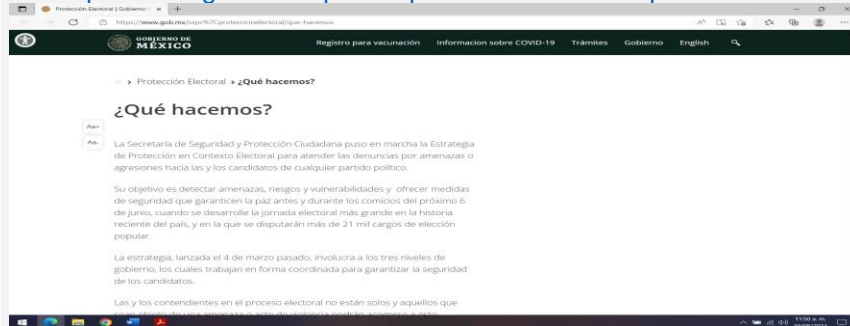 Protección Electoral | Gobierno
https://www.gob.mx/sspc%7Cproteccionelectoral/que-hacemos
GOBIERNO DE
MÉXICO
Registro para vacunación Informacion sobre COVID-19 Trámites Gobierno English
> Protección Electoral > ¿Qué hacemos?
¿Qué hacemos?
Aa+
Aa-
La Secretaría de Seguridad y Protección Ciudadana puso en marcha la Estrategia
de Protección en Contexto Electoral para atender las denuncias por amenazas o
agresiones hacia las y los candidatos de cualquier partido político.
Su objetivo es detectar amenazas, riesgos y vulnerabilidades y ofrecer medidas
de seguridad que garanticen la paz antes y durante los comicios del próximo 6
de junio, cuando se desarrolle la jornada electoral más grande en la historia
reciente del país, y en la que se disputarán más de 21 mil cargos de elección
popular.
La estrategia, lanzada el 4 de marzo pasado, involucra a los tres niveles de
gobierno, los cuales trabajan en forma coordinada para garantizar la seguridad
de los candidatos.
Las y los contendientes en el proceso electoral no están solos y aquellos que
11:50 a. m.